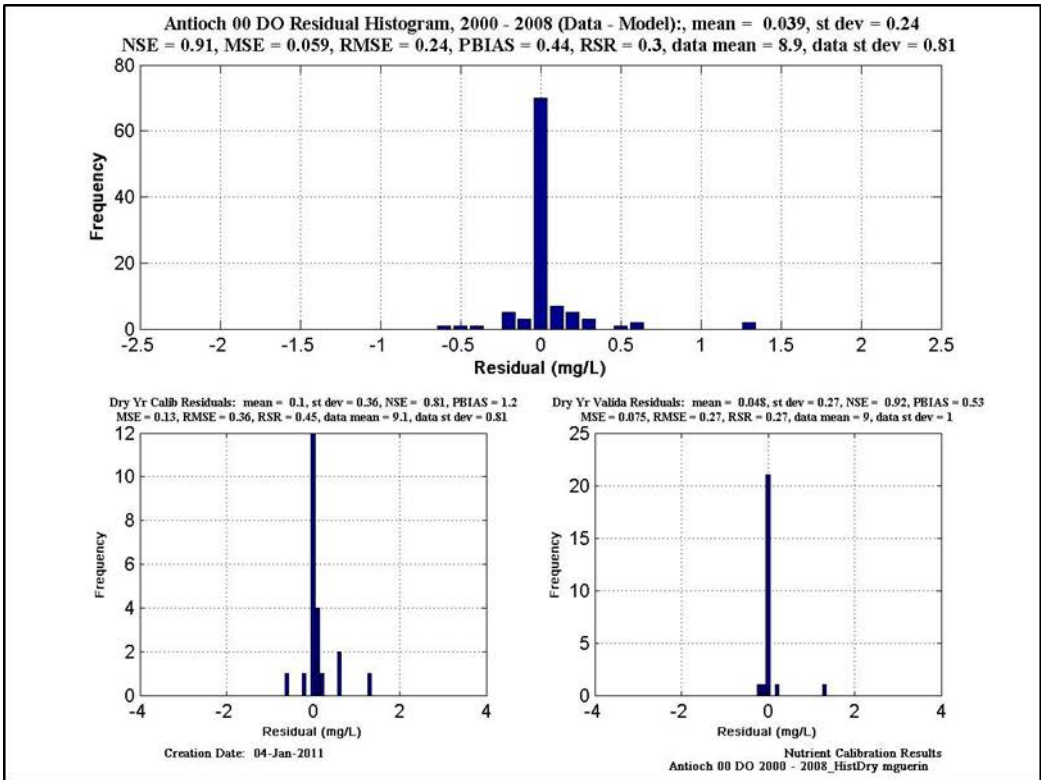 Antioch 00 DO Residual Histogram, 2000 - 2008 (Data - Model):, mean = 0.039, st dev = 0.24
NSE = 0.91, MSE = 0.059, RMSE = 0.24, PBIAS = 0.44, RSR = 0.3, data mean = 8.9, data st dev = 0.81
80
60
40
20
0
Frequency
-2.5 -2 -1.5 -1 -0.5 0 0.5 1 1.5 2 2.5
Residual (mg/L)
Dry Yr Calib Residuals: mean = 0.1, st dev = 0.36, NSE = 0.81, PBIAS = 1.2
MSE = 0.13, RMSE = 0.36, RSR = 0.45, data mean = 9.1, data st dev = 0.81
12
10
8
6
4
2
0
Frequency
-4 -2 0 2 4
Residual (mg/L)
Creation Date: 04-Jan-2011
Dry Yr Valida Residuals: mean = 0.048, st dev = 0.27, NSE = 0.92, PBIAS = 0.53
MSE = 0.075, RMSE = 0.27, RSR = 0.27, data mean = 9, data st dev = 1
25
20
15
10
5
0
Frequency
-4 -2 0 2 4
Residual (mg/L)
Nutrient Calibration Results
Antioch 00 DO 2000 - 2008_HistDry mguerin